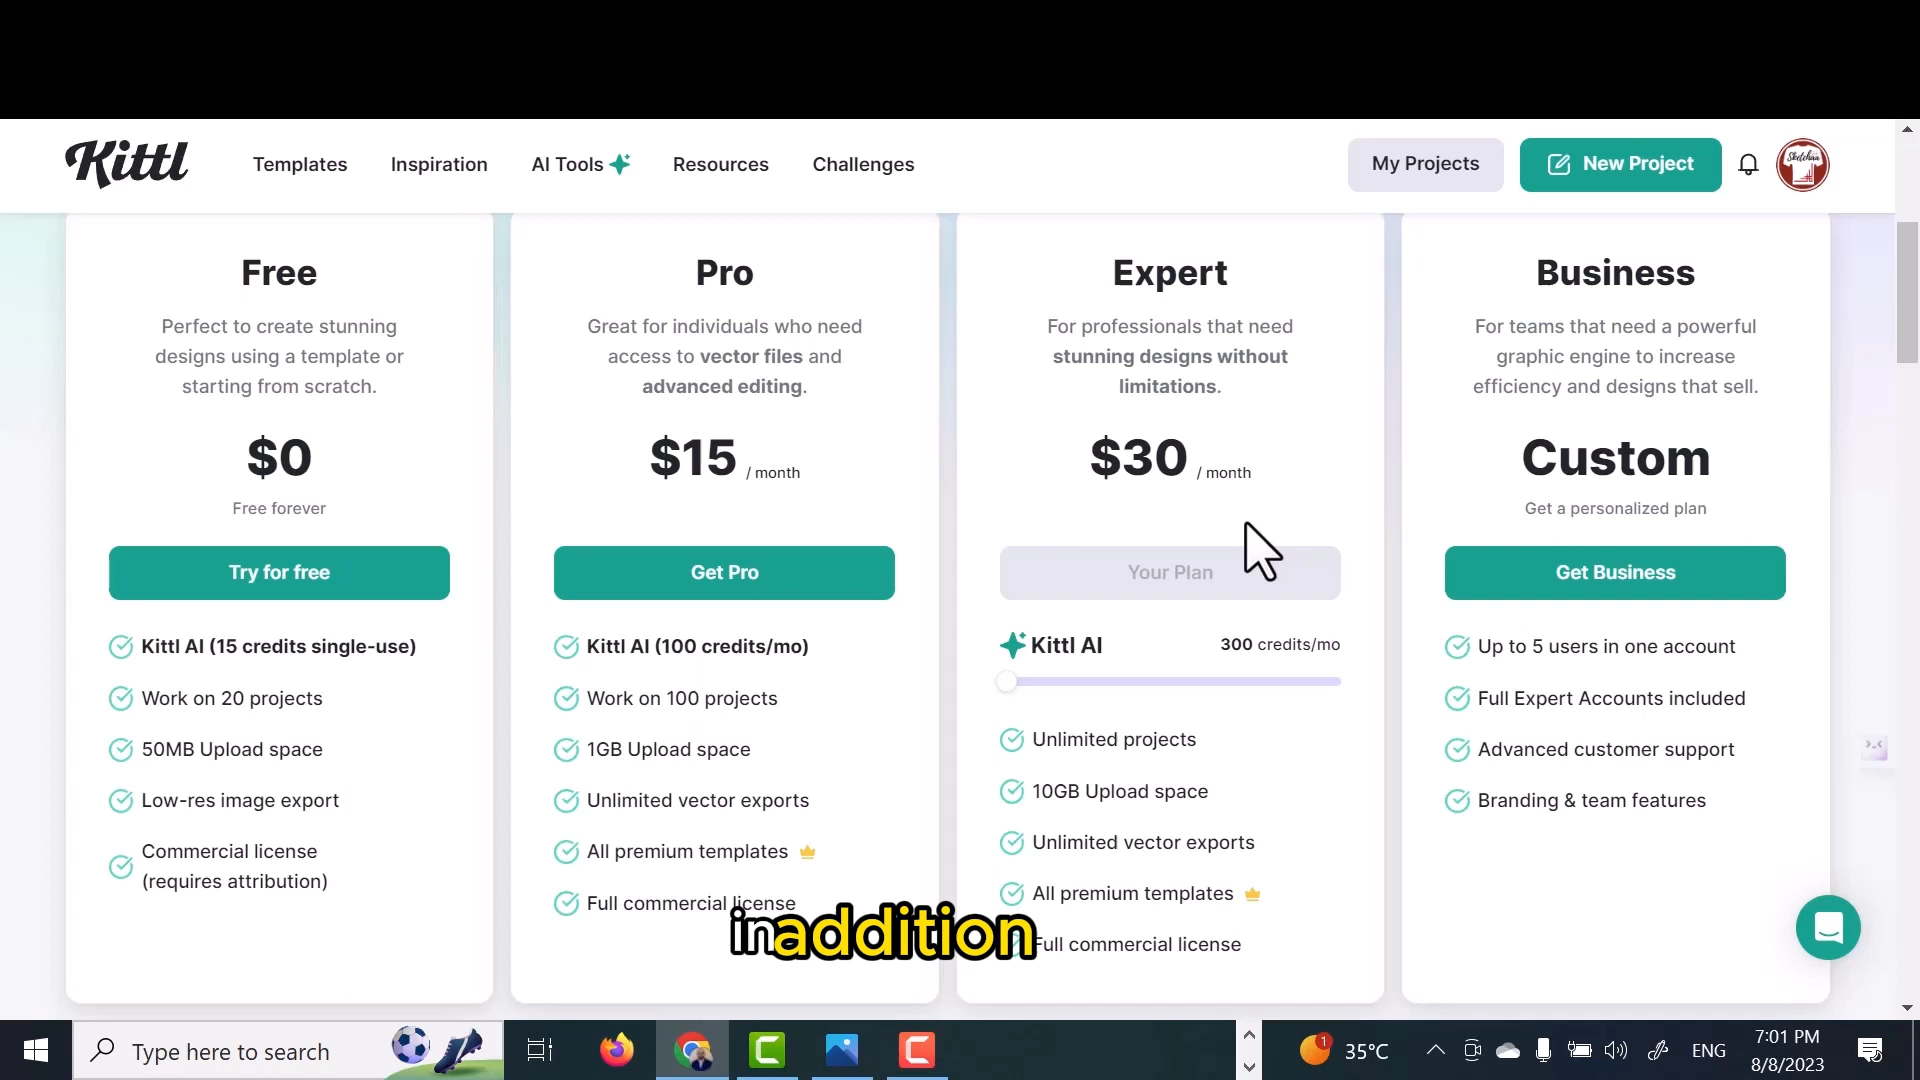 Kittl
Templates
Inspiration
AI Tools
Resources
Challenges
My Projects
New Project
Sketchaa
Free
Perfect to create stunning
designs using a template or
starting from scratch.
$0
Free forever
Try for free
Kittl AI (15 credits single-use)
Work on 20 projects
50MB Upload space
Low-res image export
Commercial license
(requires attribution)
Pro
Great for individuals who need
access to vector files and
advanced editing.
$15 / month
Get Pro
Kittl AI (100 credits/mo)
Work on 100 projects
1GB Upload space
Unlimited vector exports
All premium templates
Full commercial license
Expert
For professionals that need
stunning designs without
limitations.
$30 / month
Your Plan
Kittl AI 300 credits/mo
Unlimited projects
10GB Upload space
Unlimited vector exports
All premium templates
Full commercial license
Business
For teams that need a powerful
graphic engine to increase
efficiency and designs that sell.
Custom
Get a personalized plan
Get Business
Up to 5 users in one account
Full Expert Accounts included
Advanced customer support
Branding & team features
in addition
Type here to search
1
35°C
ENG
7:01 PM
8/8/2023